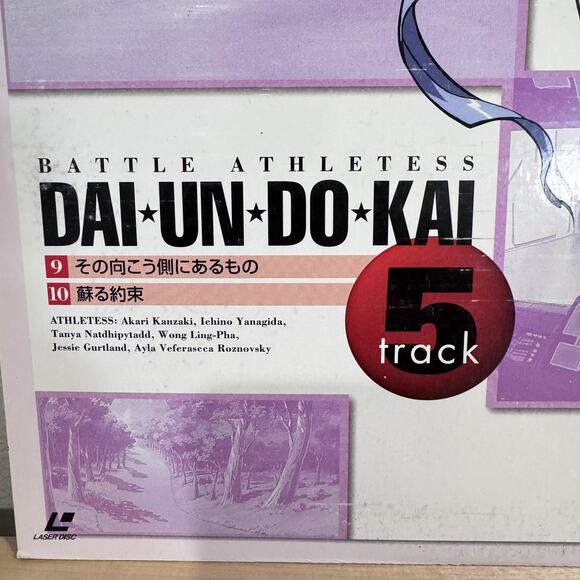 BATTLE ATHLETESS
DAI★UN★DO★KAI
9 その向こう側にあるもの
10 蘇る約束
5
track
ATHLETESS: Akari Kanzaki, Ichino Yanagida,
Tanya Natdhipytadd, Wong Ling-Pha,
Jessie Gurtland, Ayla Veferasecca Roznovsky
LASER DISC